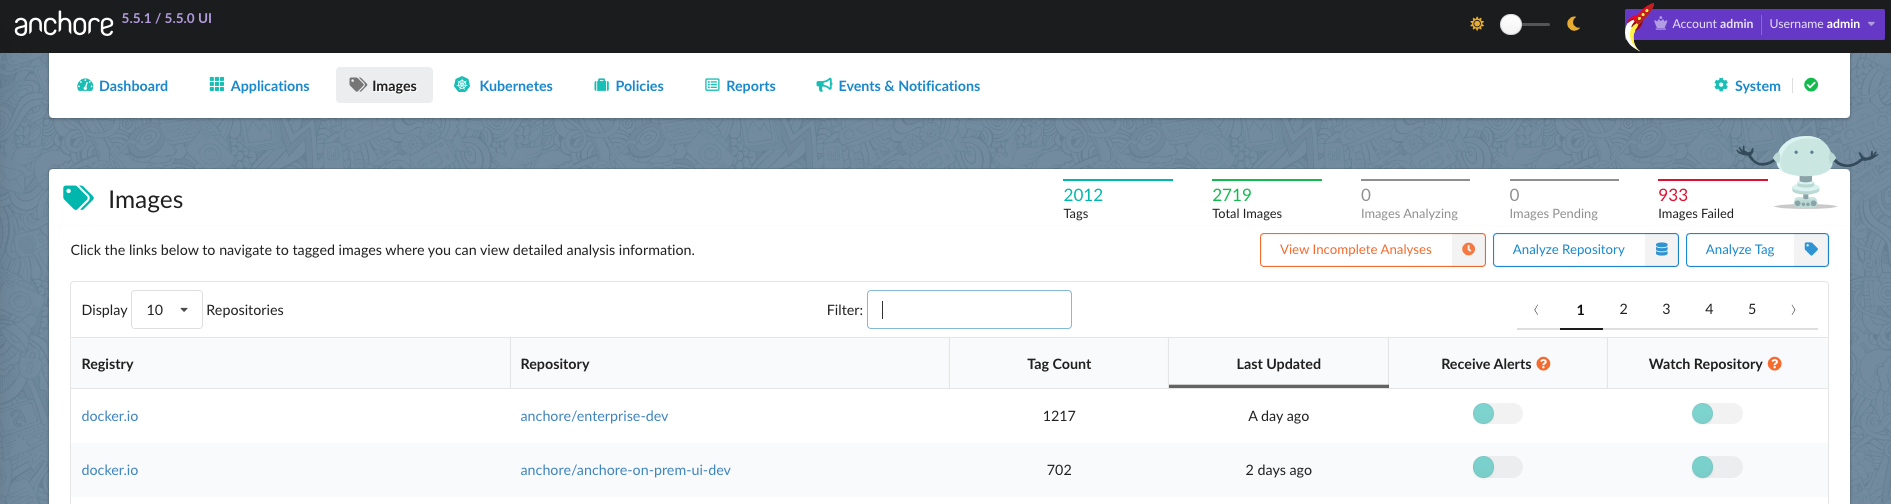 anchore 5.5.1 / 5.5.0 UI
Account admin Username admin
Dashboard Applications Images Kubernetes Policies Reports Events & Notifications System
Images
2012 2719 0 0 933
Tags Total Images Images Analyzing Images Pending Images Failed
Click the links below to navigate to tagged images where you can view detailed analysis information.
View Incomplete Analyses Analyze Repository Analyze Tag
Display 10 Repositories Filter: 1 2 3 4 5
Registry Repository Tag Count Last Updated Receive Alerts ? Watch Repository ?
docker.io anchore/enterprise-dev 1217 A day ago
docker.io anchore/anchore-on-prem-ui-dev 702 2 days ago